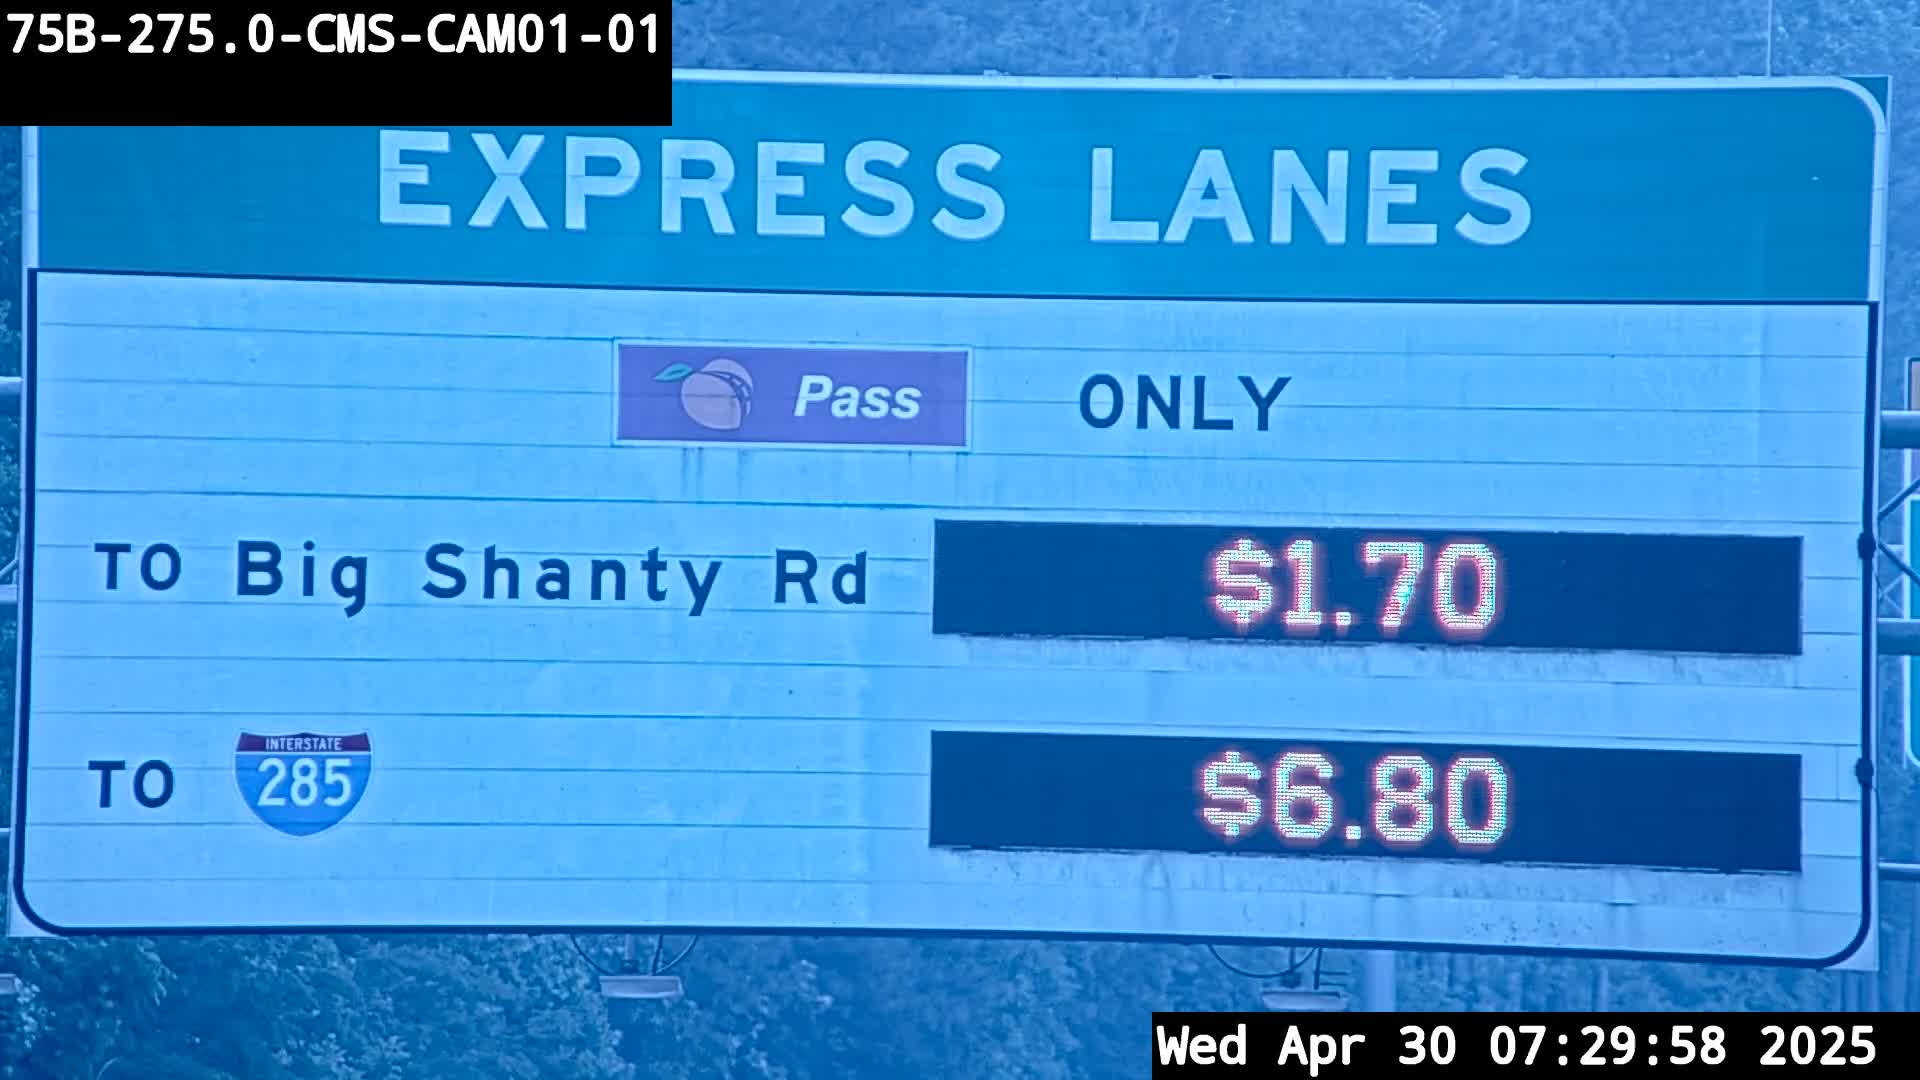 75B-275.0-CMS-CAM01-01
EXPRESS LANES
Pass ONLY
TO Big Shanty Rd $1.70
TO INTERSTATE 285 $6.80
Wed Apr 30 07:29:58 2025